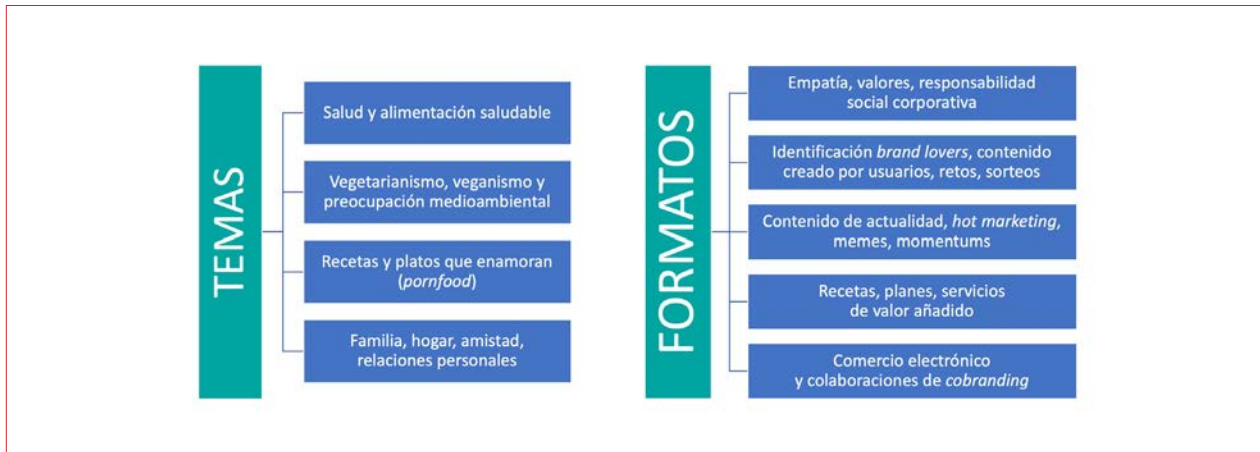 TEMAS
Salud y alimentación saludable
Vegetarianismo, veganismo y
preocupación medioambiental
Recetas y platos que enamoran
(pornfood)
Familia, hogar, amistad,
relaciones personales
FORMATOS
Empatía, valores, responsabilidad
social corporativa
Identificación brand lovers, contenido
creado por usuarios, retos, sorteos
Contenido de actualidad, hot marketing,
memes, momentums
Recetas, planes, servicios
de valor añadido
Comercio electrónico
y colaboraciones de cobranding